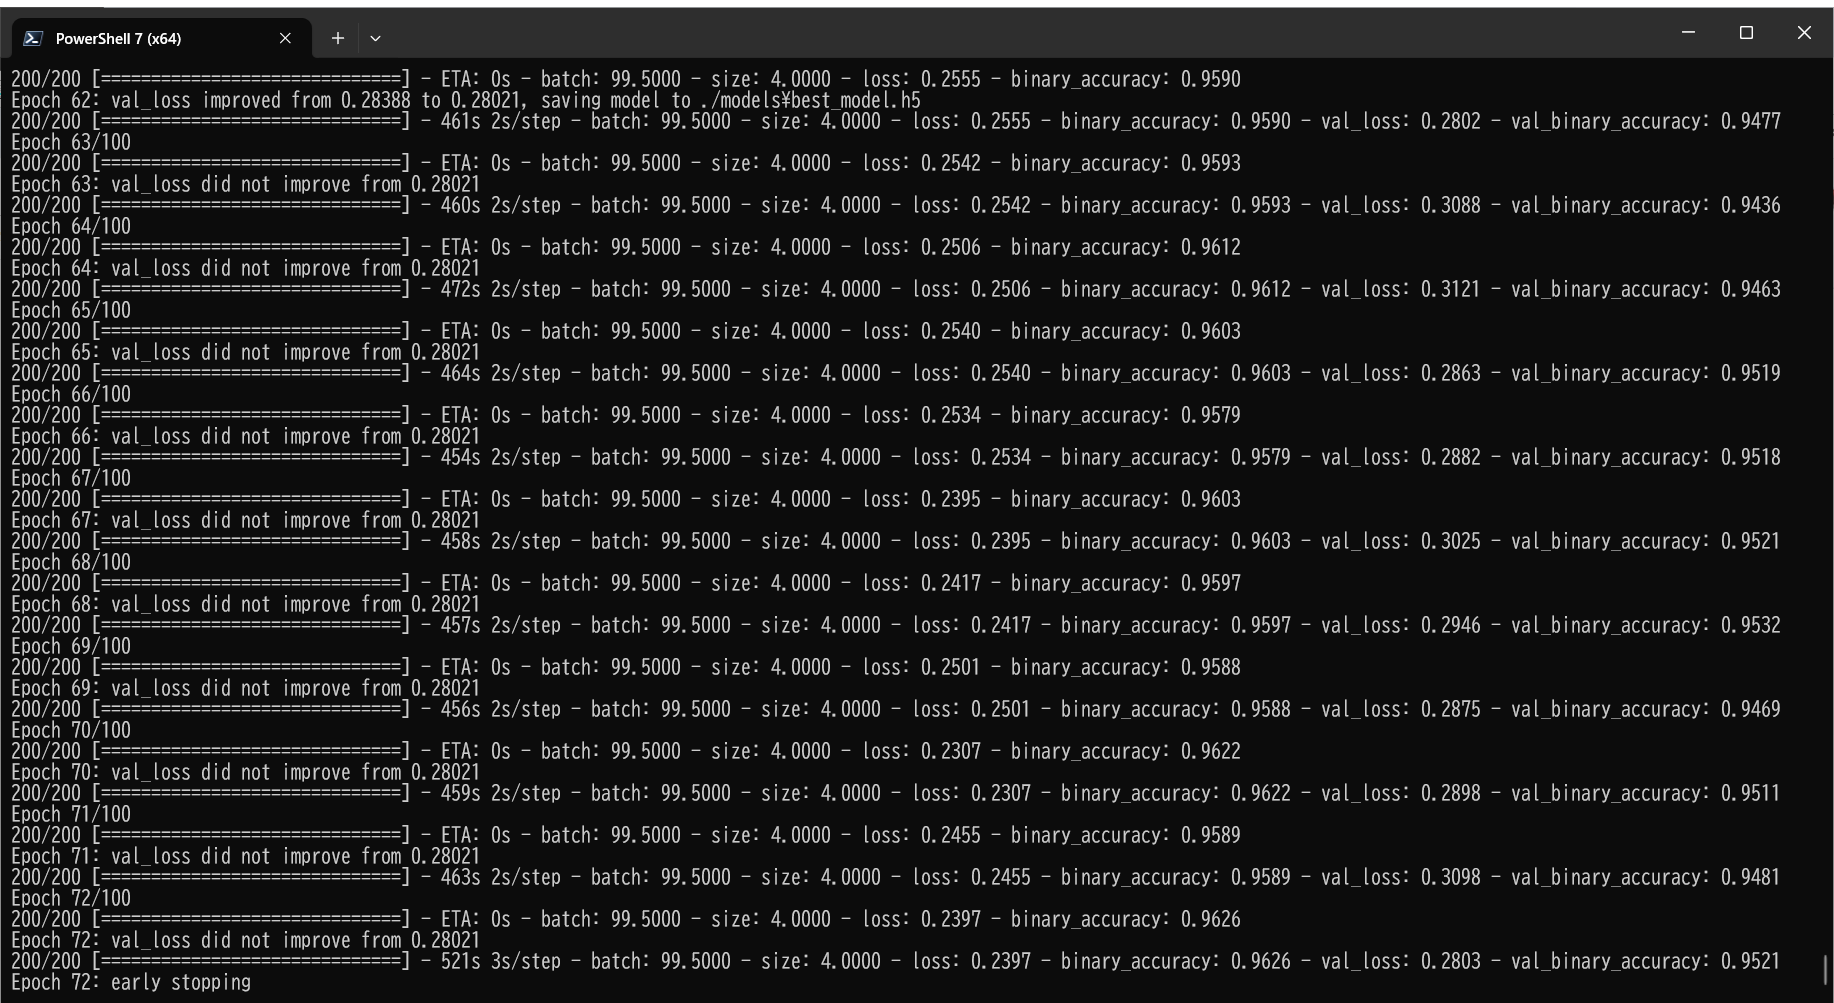 PowerShell 7 (x64)
200/200 [==============================] - ETA: 0s - batch: 99.5000 - size: 4.0000 - loss: 0.2555 - binary_accuracy: 0.9590
Epoch 62: val_loss improved from 0.28388 to 0.28021, saving model to ./models¥best_model.h5
200/200 [==============================] - 461s 2s/step - batch: 99.5000 - size: 4.0000 - loss: 0.2555 - binary_accuracy: 0.9590 - val_loss: 0.2802 - val_binary_accuracy: 0.9477
Epoch 63/100
200/200 [==============================] - ETA: 0s - batch: 99.5000 - size: 4.0000 - loss: 0.2542 - binary_accuracy: 0.9593
Epoch 63: val_loss did not improve from 0.28021
200/200 [==============================] - 460s 2s/step - batch: 99.5000 - size: 4.0000 - loss: 0.2542 - binary_accuracy: 0.9593 - val_loss: 0.3088 - val_binary_accuracy: 0.9436
Epoch 64/100
200/200 [==============================] - ETA: 0s - batch: 99.5000 - size: 4.0000 - loss: 0.2506 - binary_accuracy: 0.9612
Epoch 64: val_loss did not improve from 0.28021
200/200 [==============================] - 472s 2s/step - batch: 99.5000 - size: 4.0000 - loss: 0.2506 - binary_accuracy: 0.9612 - val_loss: 0.3121 - val_binary_accuracy: 0.9463
Epoch 65/100
200/200 [==============================] - ETA: 0s - batch: 99.5000 - size: 4.0000 - loss: 0.2540 - binary_accuracy: 0.9603
Epoch 65: val_loss did not improve from 0.28021
200/200 [==============================] - 464s 2s/step - batch: 99.5000 - size: 4.0000 - loss: 0.2540 - binary_accuracy: 0.9603 - val_loss: 0.2863 - val_binary_accuracy: 0.9519
Epoch 66/100
200/200 [==============================] - ETA: 0s - batch: 99.5000 - size: 4.0000 - loss: 0.2534 - binary_accuracy: 0.9579
Epoch 66: val_loss did not improve from 0.28021
200/200 [==============================] - 454s 2s/step - batch: 99.5000 - size: 4.0000 - loss: 0.2534 - binary_accuracy: 0.9579 - val_loss: 0.2882 - val_binary_accuracy: 0.9518
Epoch 67/100
200/200 [==============================] - ETA: 0s - batch: 99.5000 - size: 4.0000 - loss: 0.2395 - binary_accuracy: 0.9603
Epoch 67: val_loss did not improve from 0.28021
200/200 [==============================] - 458s 2s/step - batch: 99.5000 - size: 4.0000 - loss: 0.2395 - binary_accuracy: 0.9603 - val_loss: 0.3025 - val_binary_accuracy: 0.9521
Epoch 68/100
200/200 [==============================] - ETA: 0s - batch: 99.5000 - size: 4.0000 - loss: 0.2417 - binary_accuracy: 0.9597
Epoch 68: val_loss did not improve from 0.28021
200/200 [==============================] - 457s 2s/step - batch: 99.5000 - size: 4.0000 - loss: 0.2417 - binary_accuracy: 0.9597 - val_loss: 0.2946 - val_binary_accuracy: 0.9532
Epoch 69/100
200/200 [==============================] - ETA: 0s - batch: 99.5000 - size: 4.0000 - loss: 0.2501 - binary_accuracy: 0.9588
Epoch 69: val_loss did not improve from 0.28021
200/200 [==============================] - 456s 2s/step - batch: 99.5000 - size: 4.0000 - loss: 0.2501 - binary_accuracy: 0.9588 - val_loss: 0.2875 - val_binary_accuracy: 0.9469
Epoch 70/100
200/200 [==============================] - ETA: 0s - batch: 99.5000 - size: 4.0000 - loss: 0.2307 - binary_accuracy: 0.9622
Epoch 70: val_loss did not improve from 0.28021
200/200 [==============================] - 459s 2s/step - batch: 99.5000 - size: 4.0000 - loss: 0.2307 - binary_accuracy: 0.9622 - val_loss: 0.2898 - val_binary_accuracy: 0.9511
Epoch 71/100
200/200 [==============================] - ETA: 0s - batch: 99.5000 - size: 4.0000 - loss: 0.2455 - binary_accuracy: 0.9589
Epoch 71: val_loss did not improve from 0.28021
200/200 [==============================] - 463s 2s/step - batch: 99.5000 - size: 4.0000 - loss: 0.2455 - binary_accuracy: 0.9589 - val_loss: 0.3098 - val_binary_accuracy: 0.9481
Epoch 72/100
200/200 [==============================] - ETA: 0s - batch: 99.5000 - size: 4.0000 - loss: 0.2397 - binary_accuracy: 0.9626
Epoch 72: val_loss did not improve from 0.28021
200/200 [==============================] - 521s 3s/step - batch: 99.5000 - size: 4.0000 - loss: 0.2397 - binary_accuracy: 0.9626 - val_loss: 0.2803 - val_binary_accuracy: 0.9521
Epoch 72: early stopping